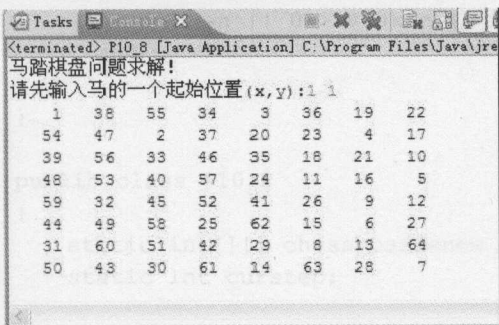 Tasks Console
<terminated> P10_8 [Java Application] C:\Program Files\Java\jre
马踏棋盘问题求解！
请先输入马的一个起始位置(x,y):1 1
1 38 55 34 3 36 19 22
54 47 2 37 20 23 4 17
39 56 33 46 35 18 21 10
48 53 40 57 24 11 16 5
59 32 45 52 41 26 9 12
44 49 58 25 62 15 6 27
31 60 51 42 29 8 13 64
50 43 30 61 14 63 28 7